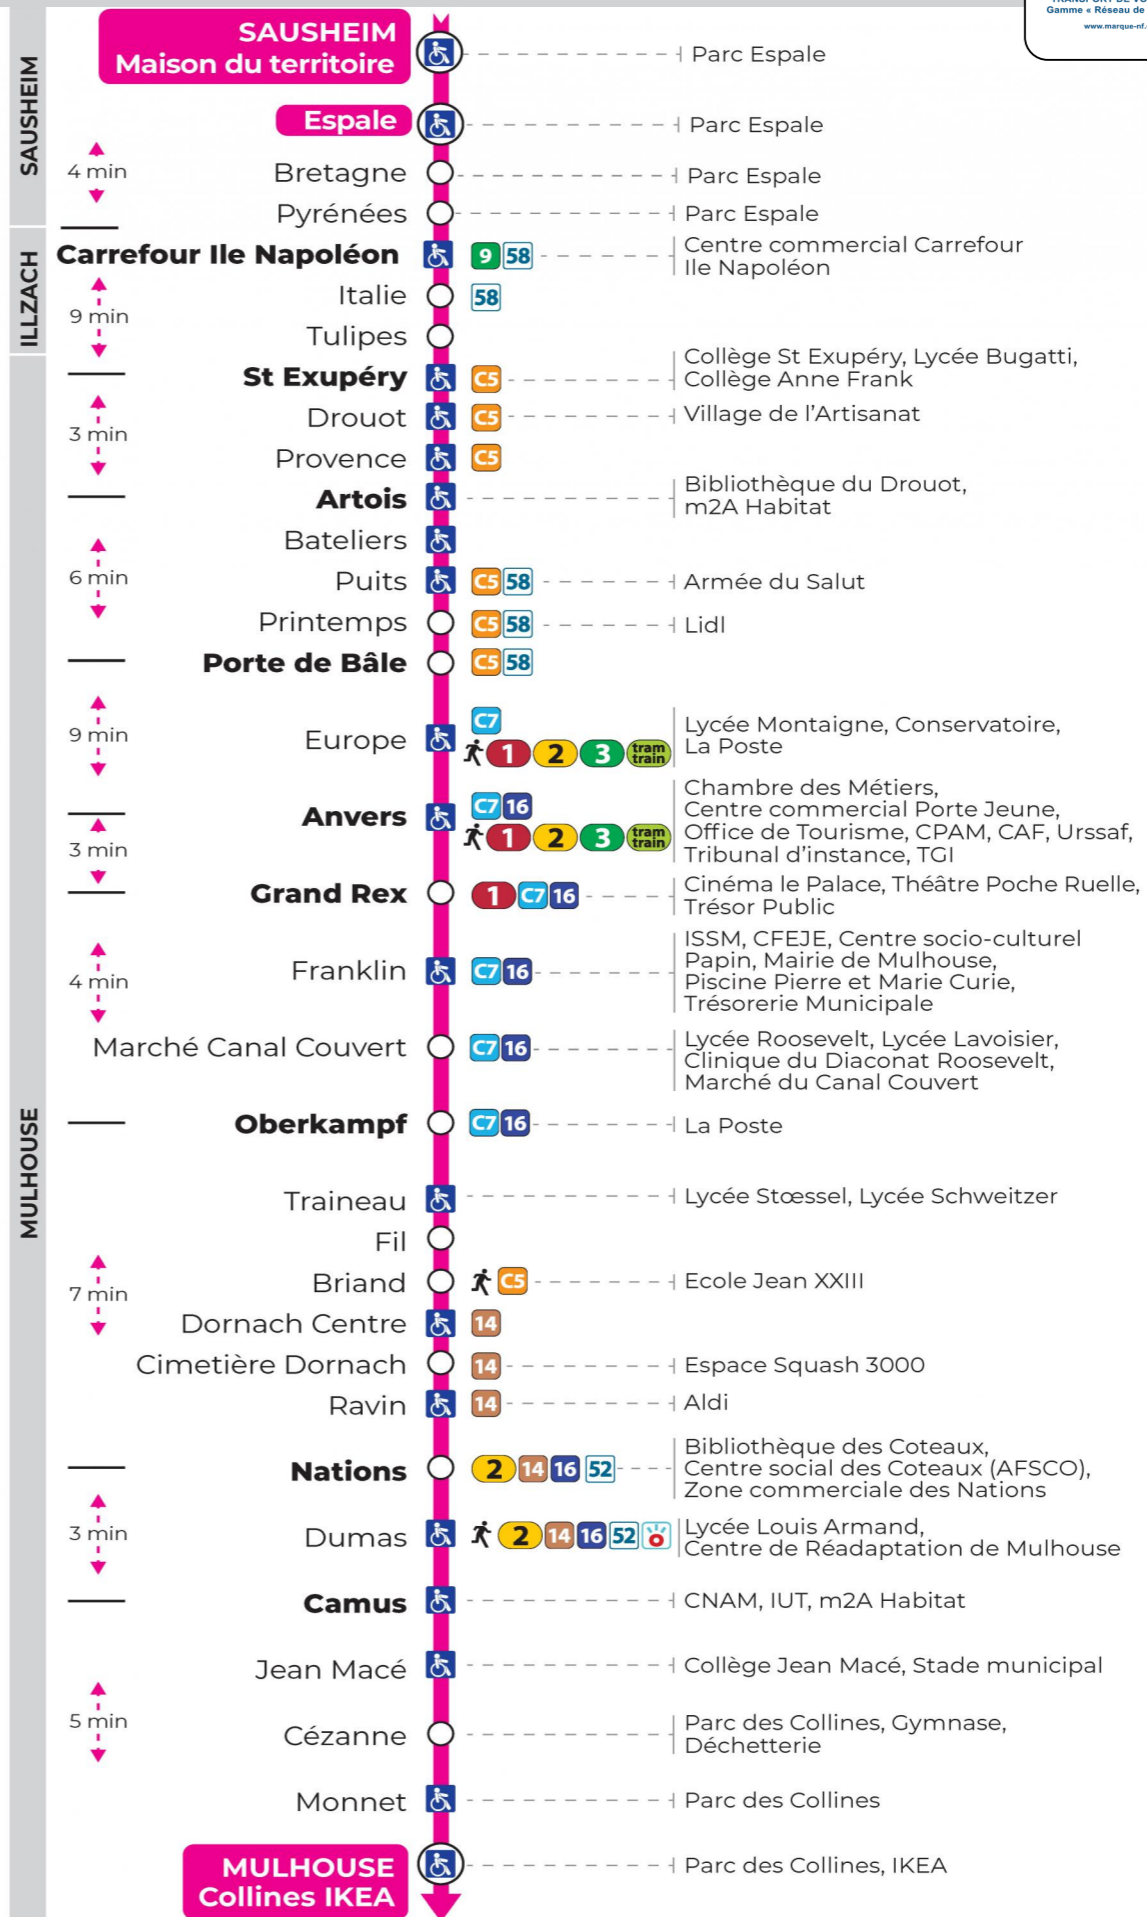 TRANSPORT DE VO
Gamme « Réseau de
www.marque-nf.
SAUSHEIM
SAUSHEIM
Maison du territoire
Parc Espale
Espale
Parc Espale
4 min
Bretagne
Parc Espale
Pyrénées
Parc Espale
ILLZACH
Carrefour Ile Napoléon
9 58
Centre commercial Carrefour
Ile Napoléon
Italie
58
9 min
Tulipes
MULHOUSE
St Exupéry
C5
Collège St Exupéry, Lycée Bugatti,
Collège Anne Frank
Drouot
C5
Village de l'Artisanat
3 min
Provence
C5
Artois
Bibliothèque du Drouot,
m2A Habitat
Bateliers
6 min
Puits
C5 58
Armée du Salut
Printemps
C5 58
Lidl
Porte de Bâle
C5 58
9 min
Europe
C7
1 2 3 tram train
Lycée Montaigne, Conservatoire,
La Poste
Anvers
C7 16
1 2 3 tram train
Chambre des Métiers,
Centre commercial Porte Jeune,
Office de Tourisme, CPAM, CAF, Urssaf,
Tribunal d'instance, TGI
3 min
Grand Rex
1 C7 16
Cinéma le Palace, Théâtre Poche Ruelle,
Trésor Public
4 min
Franklin
C7 16
ISSM, CFEJE, Centre socio-culturel
Papin, Mairie de Mulhouse,
Piscine Pierre et Marie Curie,
Trésorerie Municipale
Marché Canal Couvert
C7 16
Lycée Roosevelt, Lycée Lavoisier,
Clinique du Diaconat Roosevelt,
Marché du Canal Couvert
Oberkampf
C7 16
La Poste
Traineau
Lycée Stœssel, Lycée Schweitzer
Fil
7 min
Briand
C5
Ecole Jean XXIII
Dornach Centre
14
Cimetière Dornach
14
Espace Squash 3000
Ravin
14
Aldi
Nations
2 14 16 52
Bibliothèque des Coteaux,
Centre social des Coteaux (AFSCO),
Zone commerciale des Nations
3 min
Dumas
2 14 16 52
Lycée Louis Armand,
Centre de Réadaptation de Mulhouse
Camus
CNAM, IUT, m2A Habitat
Jean Macé
Collège Jean Macé, Stade municipal
5 min
Cézanne
Parc des Collines, Gymnase,
Déchetterie
Monnet
Parc des Collines
MULHOUSE
Collines IKEA
Parc des Collines, IKEA